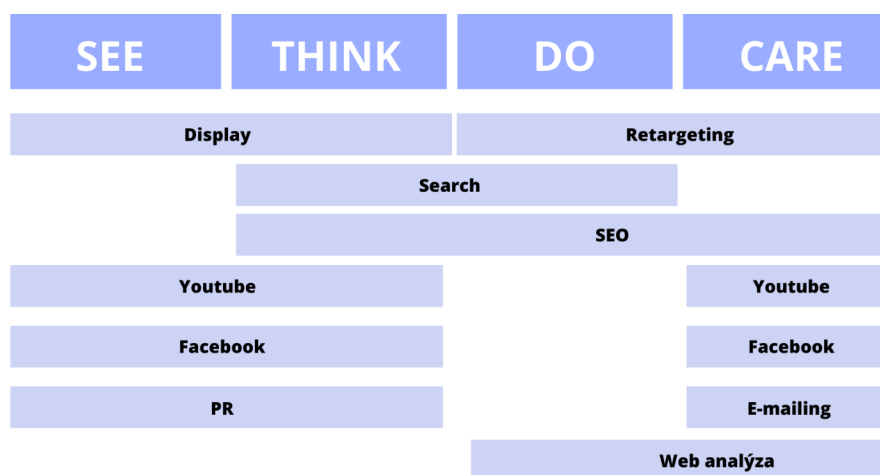 SEE THINK DO CARE
Display Retargeting
Search
SEO
Youtube Youtube
Facebook Facebook
PR E-mailing
Web analýza